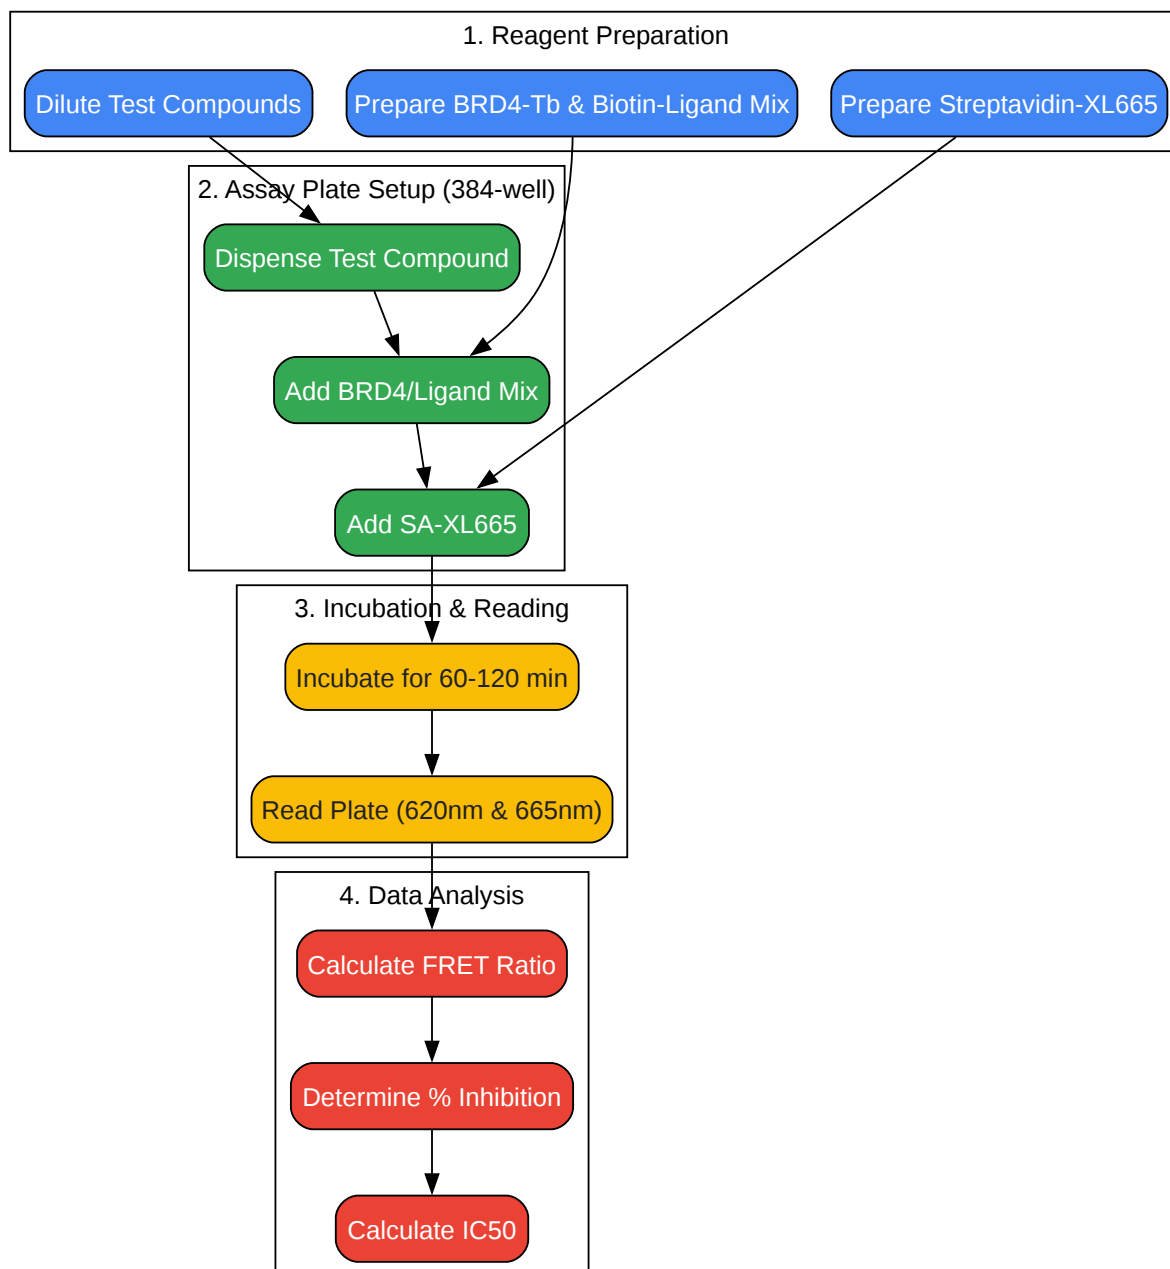 1. Reagent Preparation
Dilute Test Compounds
Prepare BRD4-Tb & Biotin-Ligand Mix
Prepare Streptavidin-XL665
2. Assay Plate Setup (384-well)
Dispense Test Compound
Add BRD4/Ligand Mix
Add SA-XL665
3. Incubation & Reading
Incubate for 60-120 min
Read Plate (620nm & 665nm)
4. Data Analysis
Calculate FRET Ratio
Determine % Inhibition
Calculate IC50